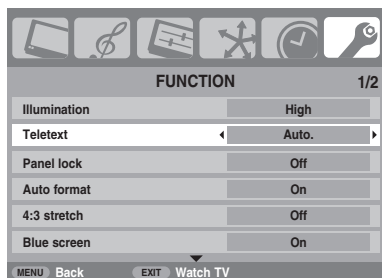 FUNCTION 1/2
Illumination High
Teletext Auto.
Panel lock Off
Auto format On
4:3 stretch Off
Blue screen On
MENU Back EXIT Watch TV